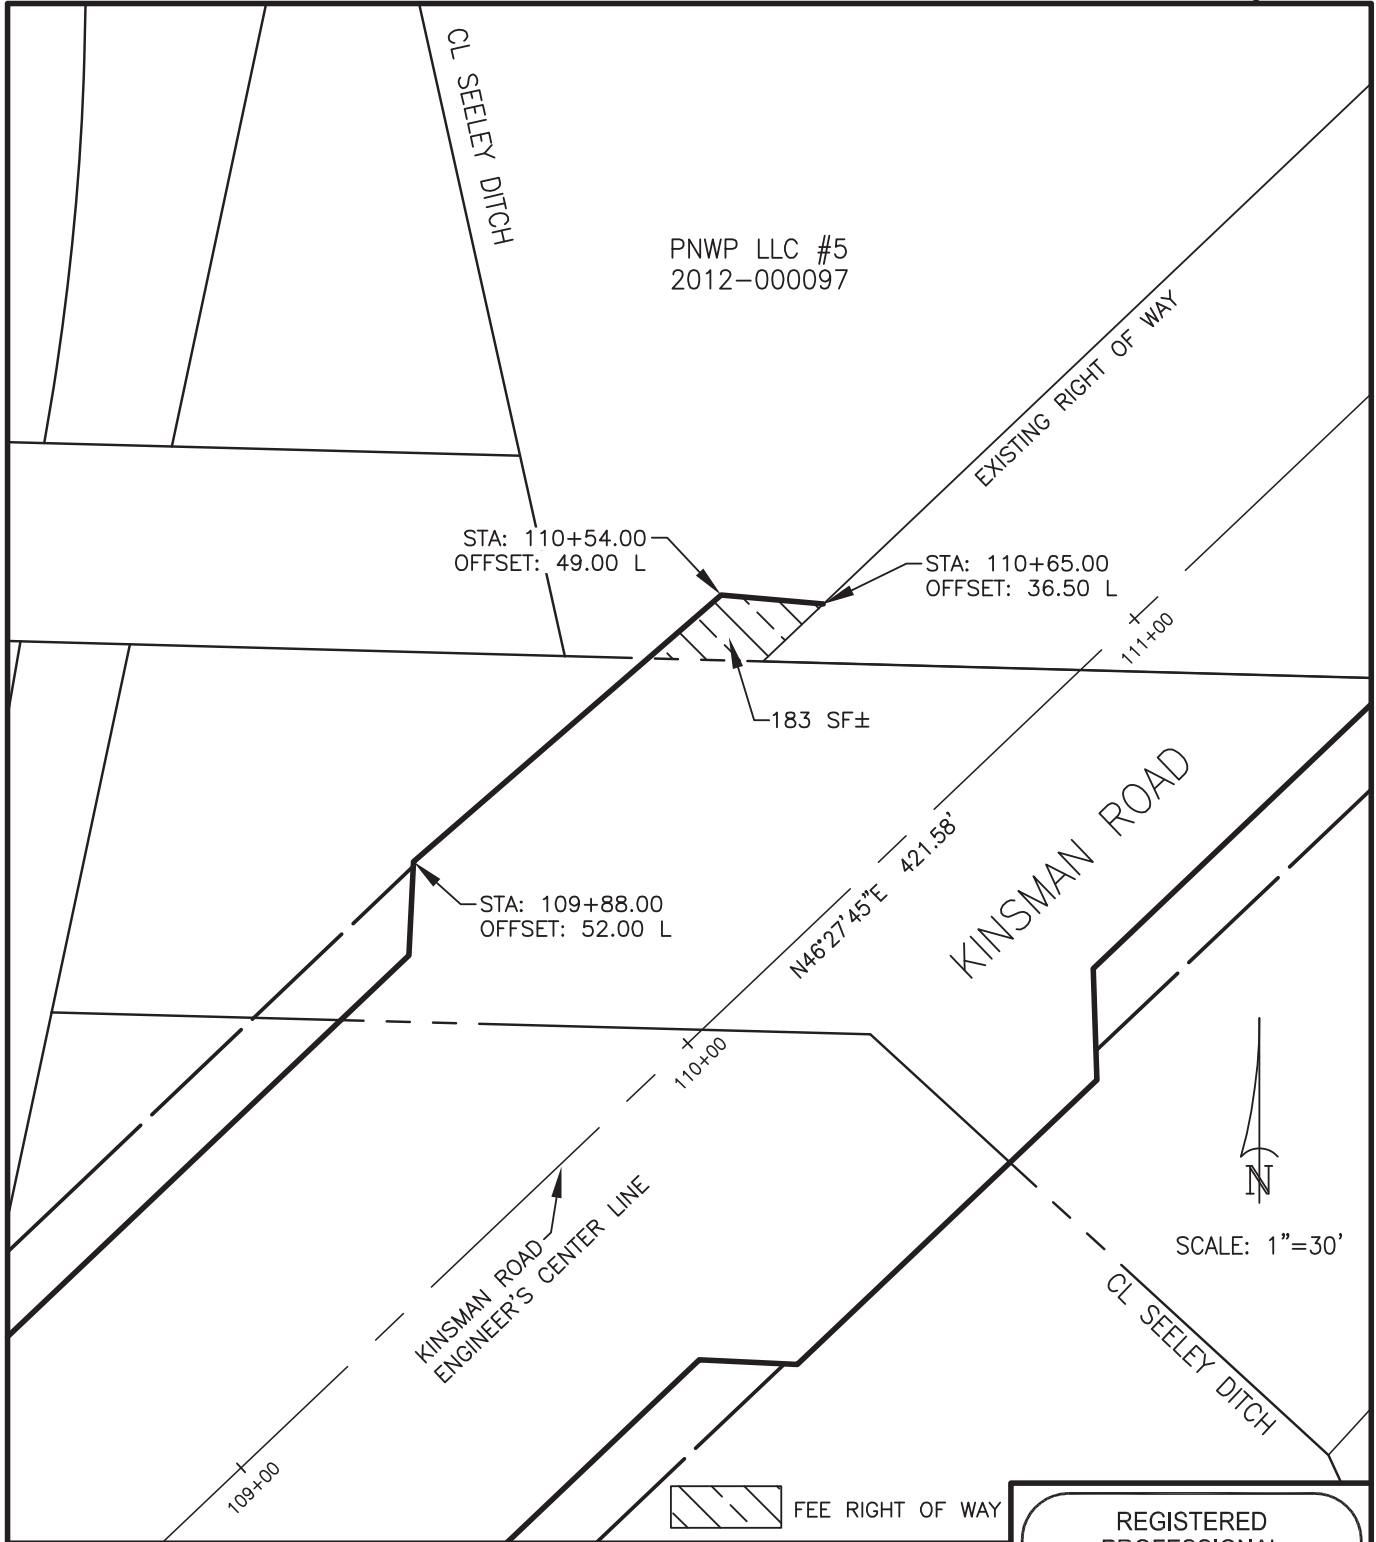 CL SEELEY DITCH
PNWP LLC #5
2012-000097
EXISTING RIGHT OF WAY
STA: 110+54.00
OFFSET: 49.00 L
STA: 110+65.00
OFFSET: 36.50 L
111+00
183 SF±
KINSMAN ROAD
STA: 109+88.00
OFFSET: 52.00 L
N46°27'45"E 421.58'
110+00
N
SCALE: 1"=30'
KINSMAN ROAD
ENGINEER'S CENTER LINE
CL SEELEY DITCH
109+00
FEE RIGHT OF WAY
REGISTERED
PROFESSIONAL